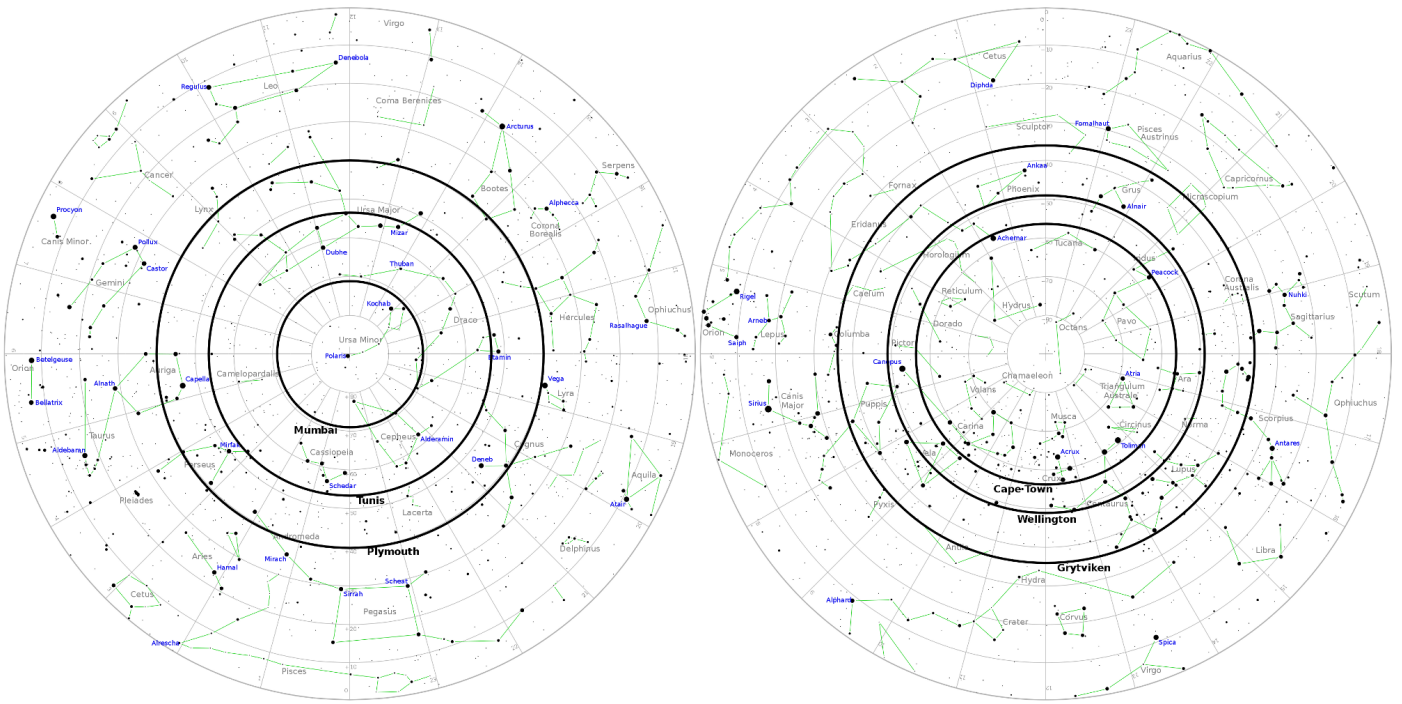 Virgo
Denebola
Regulus
Leo
Coma Berenices
Arcturus
Serpens
Cancer
Bootes
Procyon
Lynx
Ursa Major
Alphecca
Corona
Borealis
Canis Minor
Pollux
Mizar
Castor
Dubhe
Thuban
Gemini
Kochab
Draco
Hercules
Ophiuchus
Rasalhague
Ursa Minor
Betelgeuse
Polaris
Etamin
Orion
Auriga
Camelopardalis
Alnath
Capella
Vega
Lyra
Bellatrix
Mumbai
Taurus
Cepheus
Alderamin
Cygnus
Mirfak
Aldebaran
Cassiopeia
Deneb
Perseus
Aquila
Schedar
Pleiades
Tunis
Atair
Lacerta
Andromeda
Plymouth
Delphinus
Aries
Mirach
Hamal
Scheat
Cetus
Sirrah
Pegasus
Alrescha
Pisces
Cetus
Aquarius
Diphda
Fomalhaut
Sculptor
Pisces
Austrinus
Ankaa
Capricornus
Fornax
Phoenix
Grus
Microscopium
Alnair
Eridanus
Achernar
Tucana
Horologium
Indus
Peacock
Corona
Australis
Rigel
Caelum
Reticulum
Nuhki
Scutum
Hydrus
Arneb
Dorado
Octans
Pavo
Sagittarius
Orion
Lepus
Columba
Saiph
Pictor
Canopus
Chamaeleon
Atria
Ara
Volans
Triangulum
Australe
Canis
Major
Sirius
Puppis
Ophiuchus
Musca
Scorpius
Carina
Circinus
Norma
Monoceros
Vela
Acrux
Toliman
Antares
Lupus
Crux
Cape Town
Pyxis
Centaurus
Wellington
Antlia
Libra
Grytviken
Hydra
Alphard
Crater
Corvus
Spica
Virgo